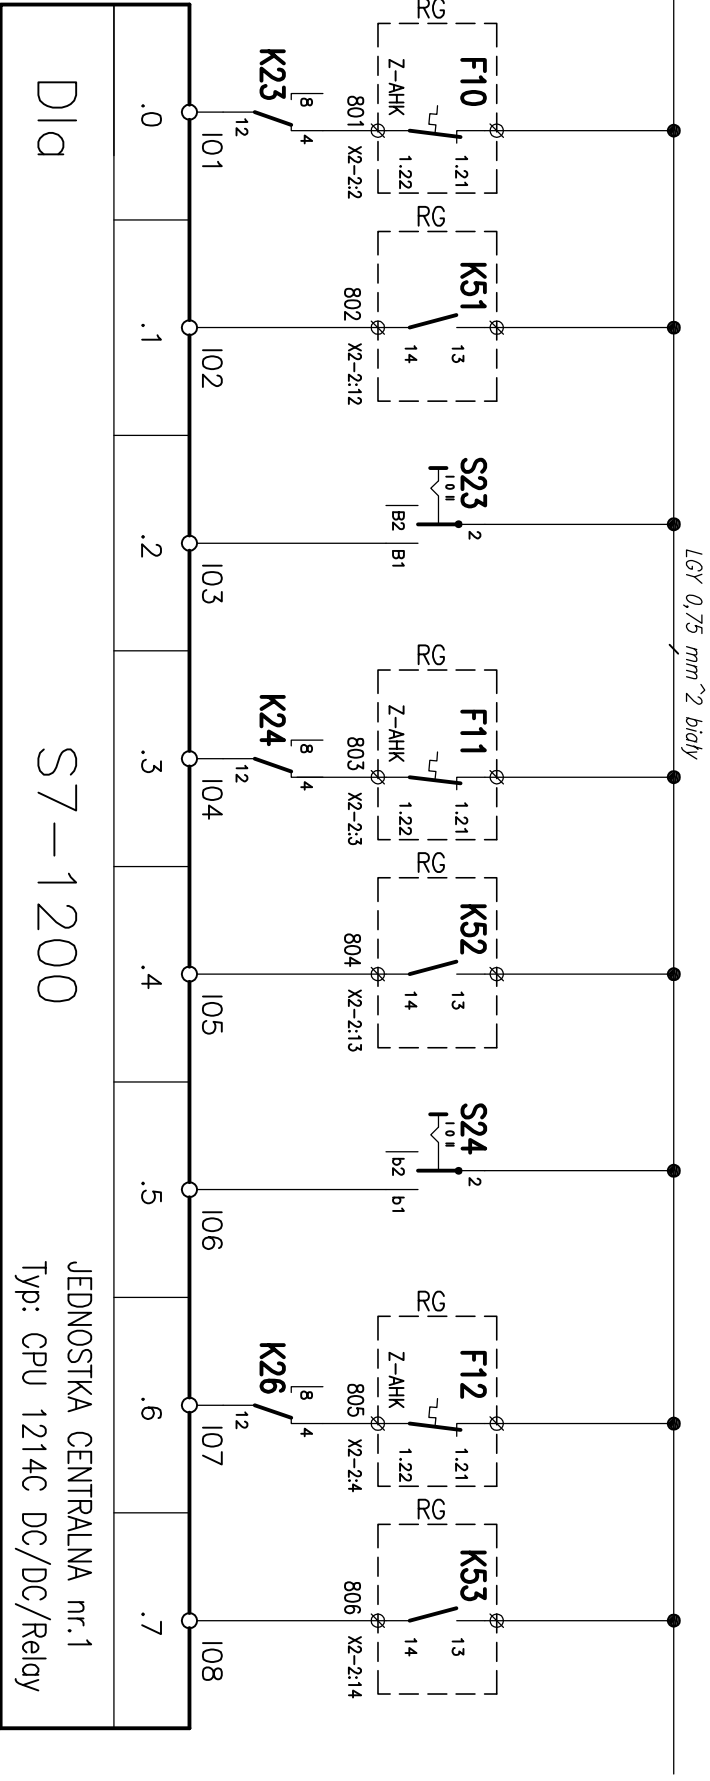 LGY 0,75 mm^2 biały
RG
F10
Z-AHK
1.21
1.22
801
X2-2:2
K23
8
4
12
I01
.0
RG
K51
13
14
802
X2-2:12
I02
.1
S23
I 0 II
2
B2
B1
I03
.2
RG
F11
Z-AHK
1.21
1.22
803
X2-2:3
K24
8
4
12
I04
.3
RG
K52
13
14
804
X2-2:13
I05
.4
S24
I 0 II
2
b2
b1
I06
.5
RG
F12
Z-AHK
1.21
1.22
805
X2-2:4
K26
8
4
12
I07
.6
RG
K53
13
14
806
X2-2:14
I08
.7
DIa
S7-1200
JEDNOSTKA CENTRALNA nr.1
Typ: CPU 1214C DC/DC/Relay